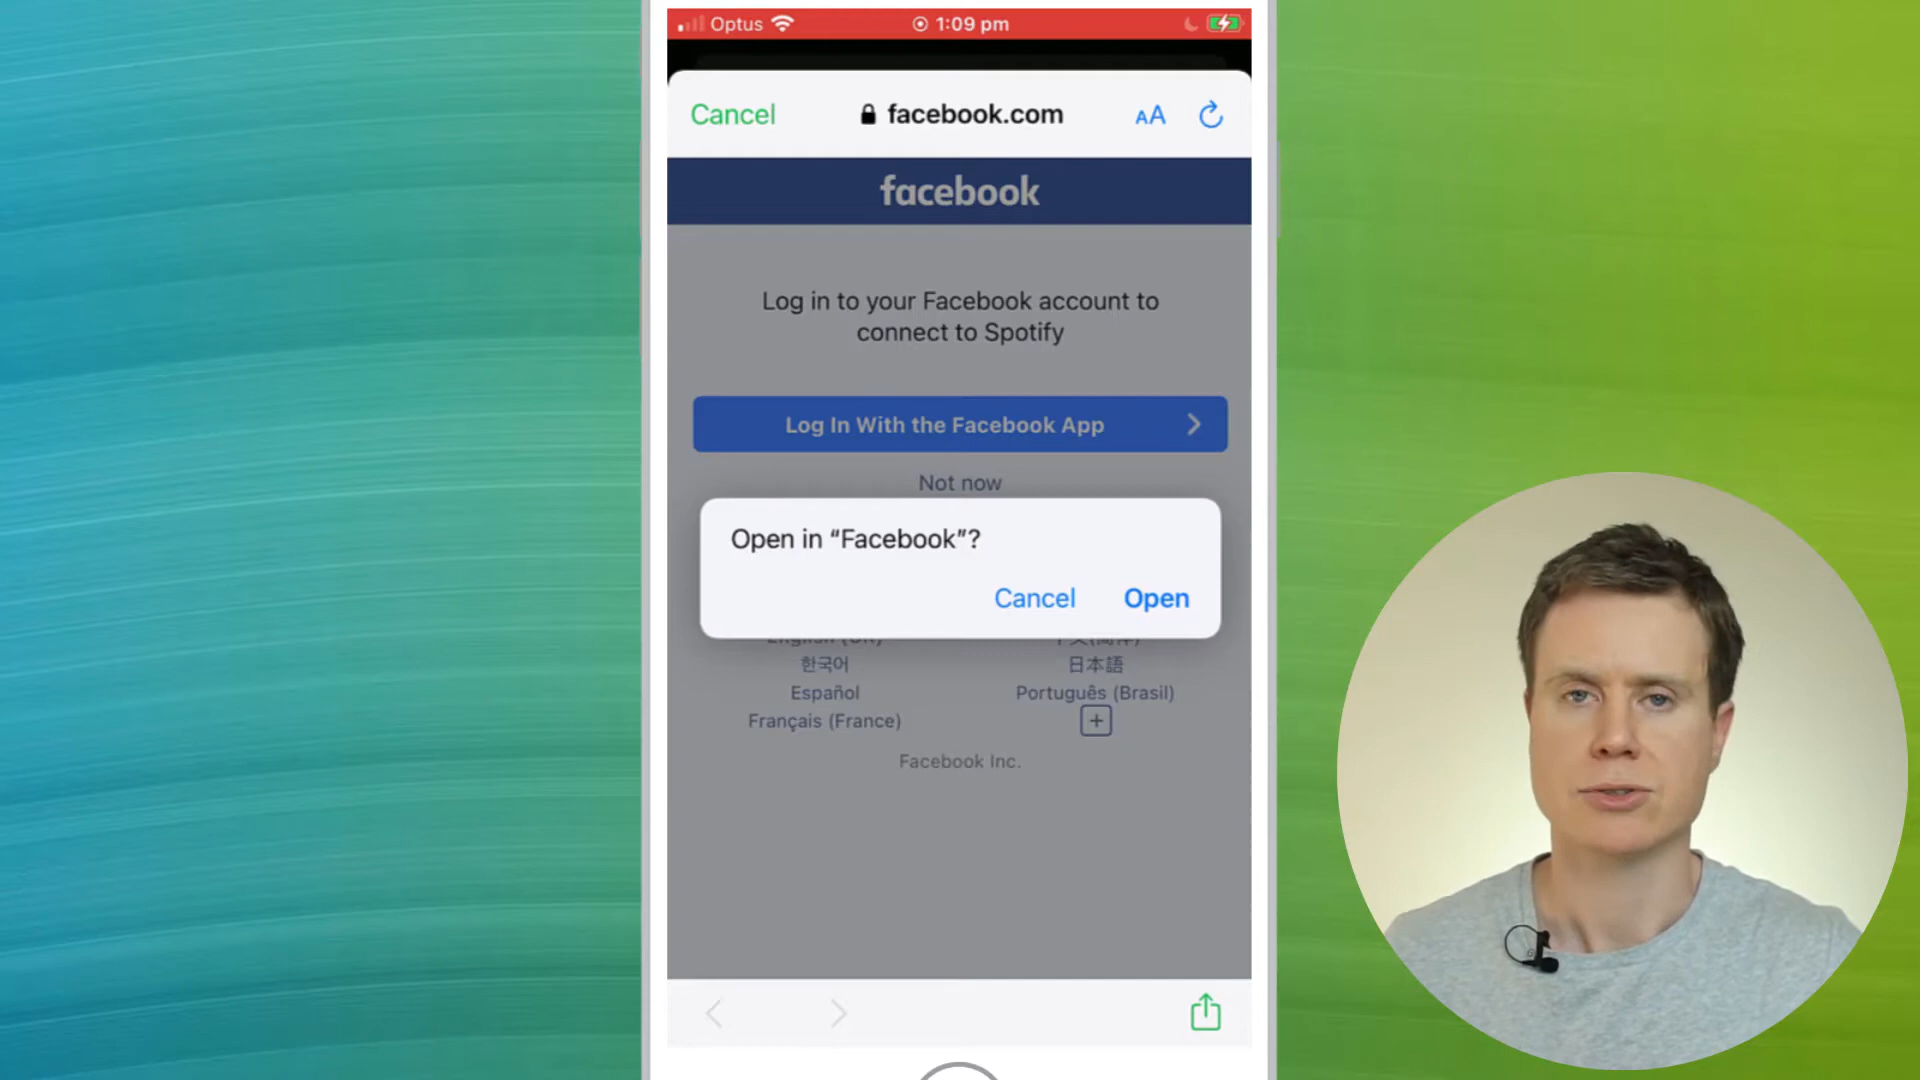 Optus
1:09 pm
Cancel
facebook.com
AA
facebook
Log in to your Facebook account to
connect to Spotify
Log In With the Facebook App
Not now
Open in “Facebook”?
Cancel
Open
English (UK)
한국어
日本語
Español
Português (Brasil)
Français (France)
Facebook Inc.